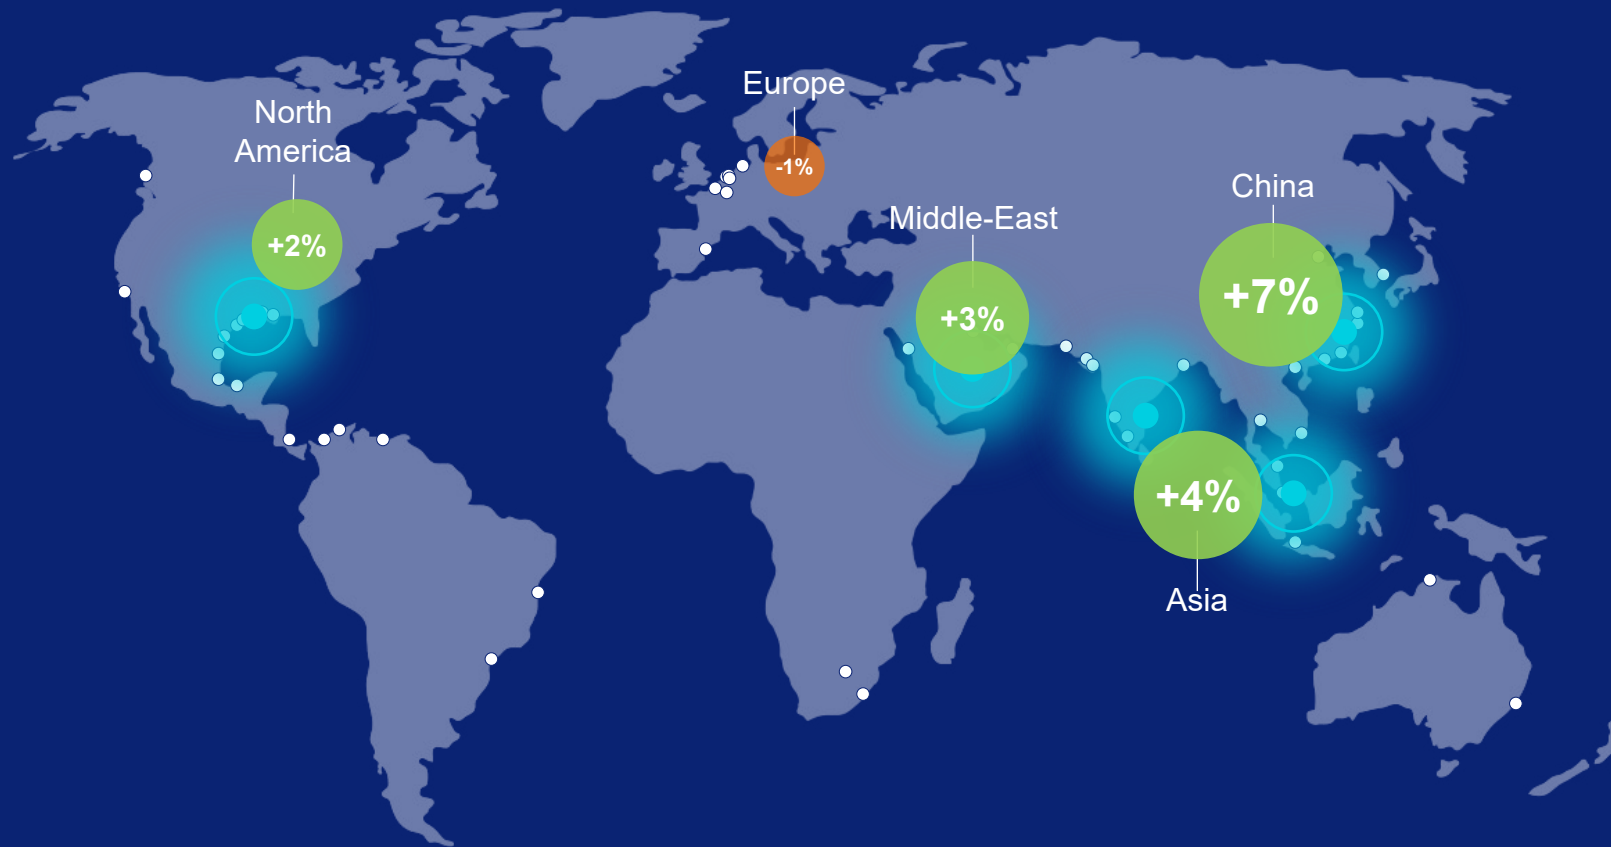 North
America
+2%
Europe
-1%
Middle-East
+3%
China
+7%
+4%
Asia